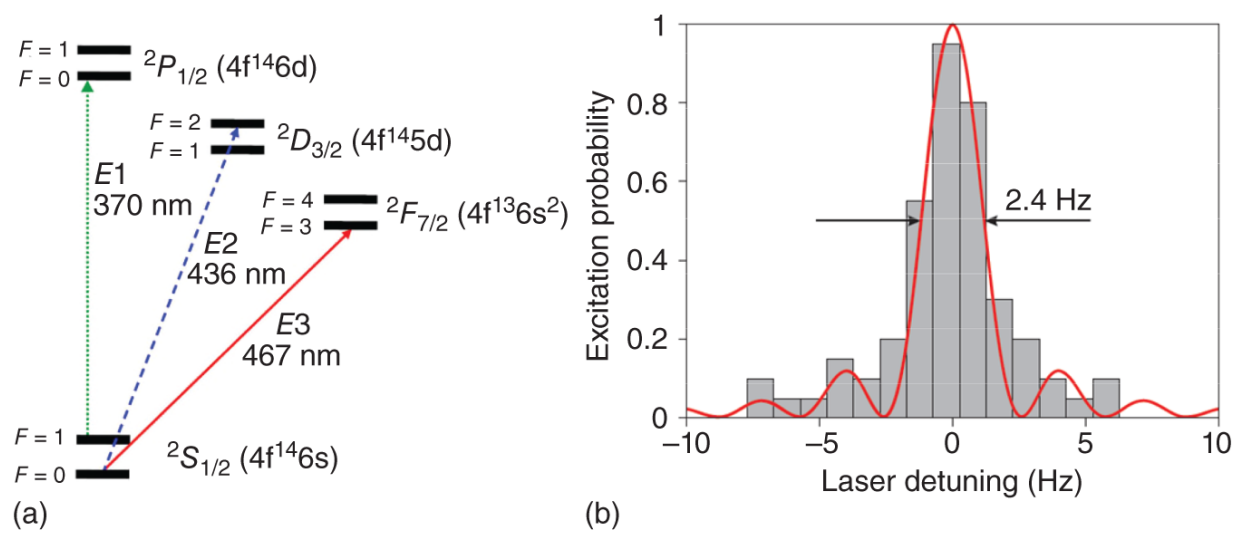 F = 1
F = 0
²P₁/₂ (4f¹⁴6d)
F = 2
F = 1
²D₃/₂ (4f¹⁴5d)
F = 4
F = 3
²F₇/₂ (4f¹³6s²)
E1
370 nm
E2
436 nm
E3
467 nm
F = 1
F = 0
²S₁/₂ (4f¹⁴6s)
(a)
Excitation probability
1
0.8
0.6
0.4
0.2
0
2.4 Hz
–10 –5 0 5 10
Laser detuning (Hz)
(b)